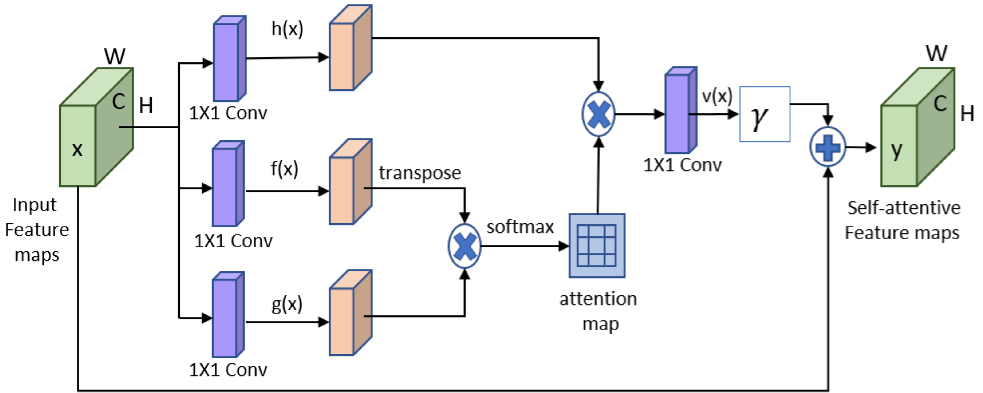 W
C
H
x
Input
Feature
maps
h(x)
1X1 Conv
f(x)
transpose
1X1 Conv
g(x)
1X1 Conv
softmax
attention
map
v(x)
γ
1X1 Conv
W
C
H
y
Self-attentive
Feature maps